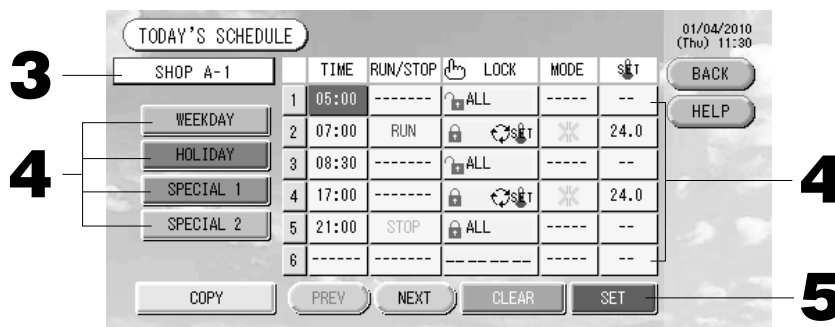 TODAY'S SCHEDULE
01/04/2010
(Thu) 11:30
3
SHOP A-1
TIME RUN/STOP LOCK MODE SET
BACK
HELP
4
WEEKDAY
HOLIDAY
SPECIAL 1
SPECIAL 2
1 05:00 ------- ALL ----- --
2 07:00 RUN SET 24.0
3 08:30 ------- ALL ----- --
4 17:00 ------- SET 24.0
5 21:00 STOP ALL ----- --
6 ------ ------- -------- ----- --
4
COPY PREV NEXT CLEAR SET
5